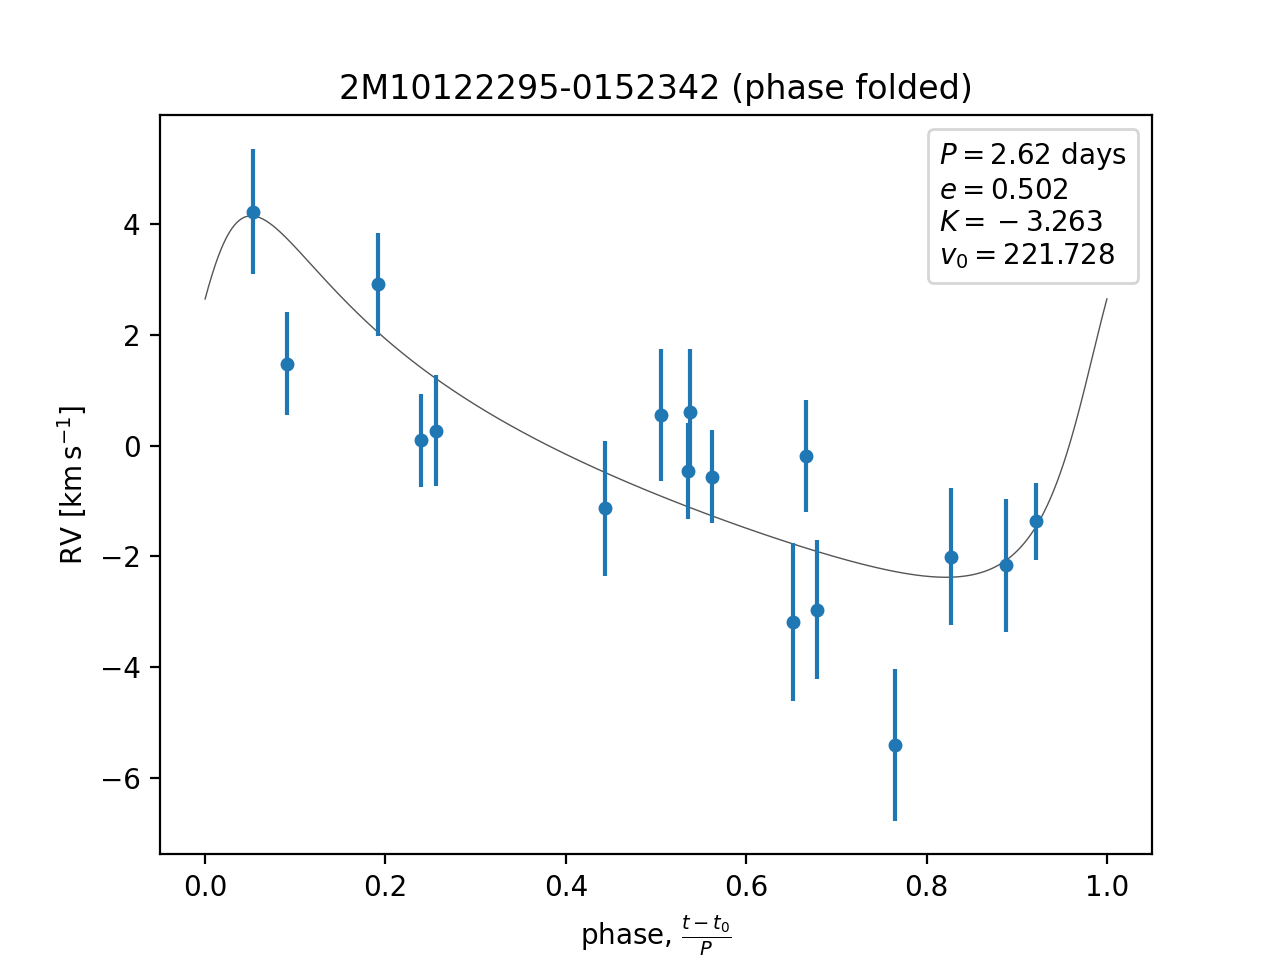 2M10122295-0152342 (phase folded)
P = 2.62 days
e = 0.502
K = −3.263
v₀ = 221.728
4
2
0
−2
−4
−6
RV [km s⁻¹]
0.0 0.2 0.4 0.6 0.8 1.0
phase, (t − t₀)/P